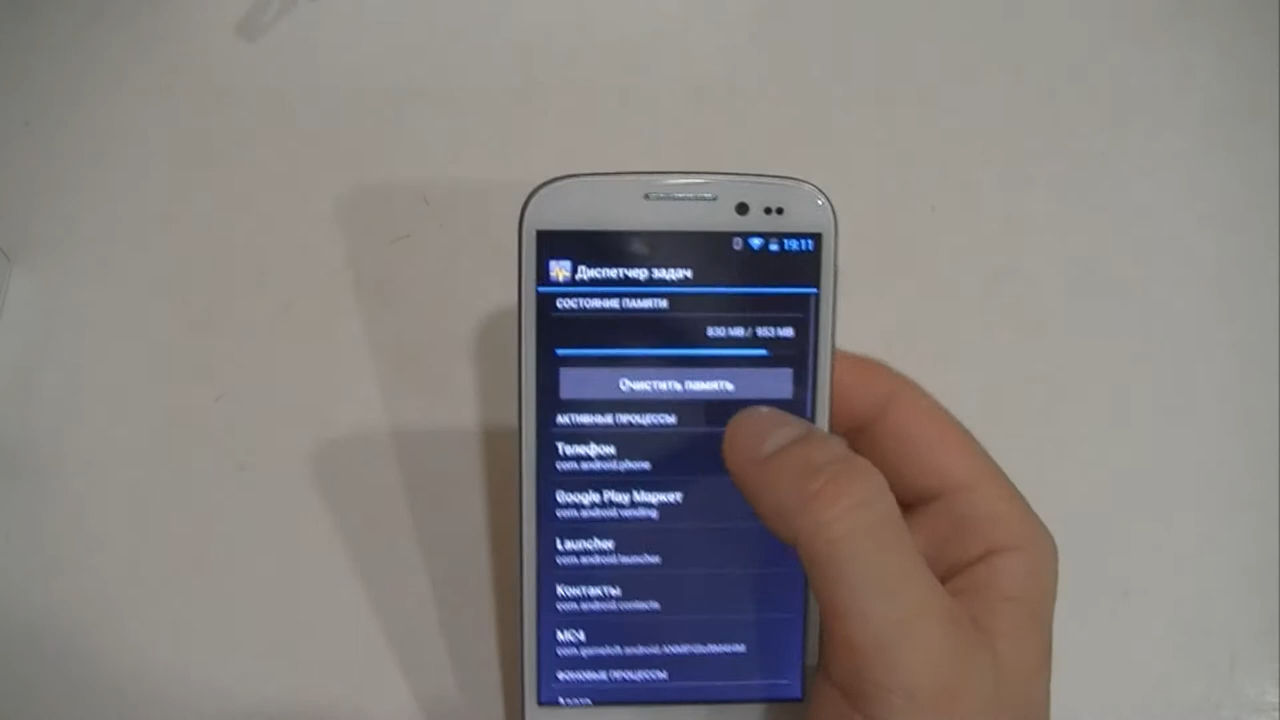 19:11
Диспетчер задач
СОСТОЯНИЕ ПАМЯТИ
830 MB / 953 MB
Очистить память
АКТИВНЫЕ ПРОЦЕССЫ
Телефон
com.android.phone
Google Play Маркет
com.android.vending
Launcher
com.android.launcher
Контакты
com.android.contacts
MC4
ФОНОВЫЕ ПРОЦЕССЫ